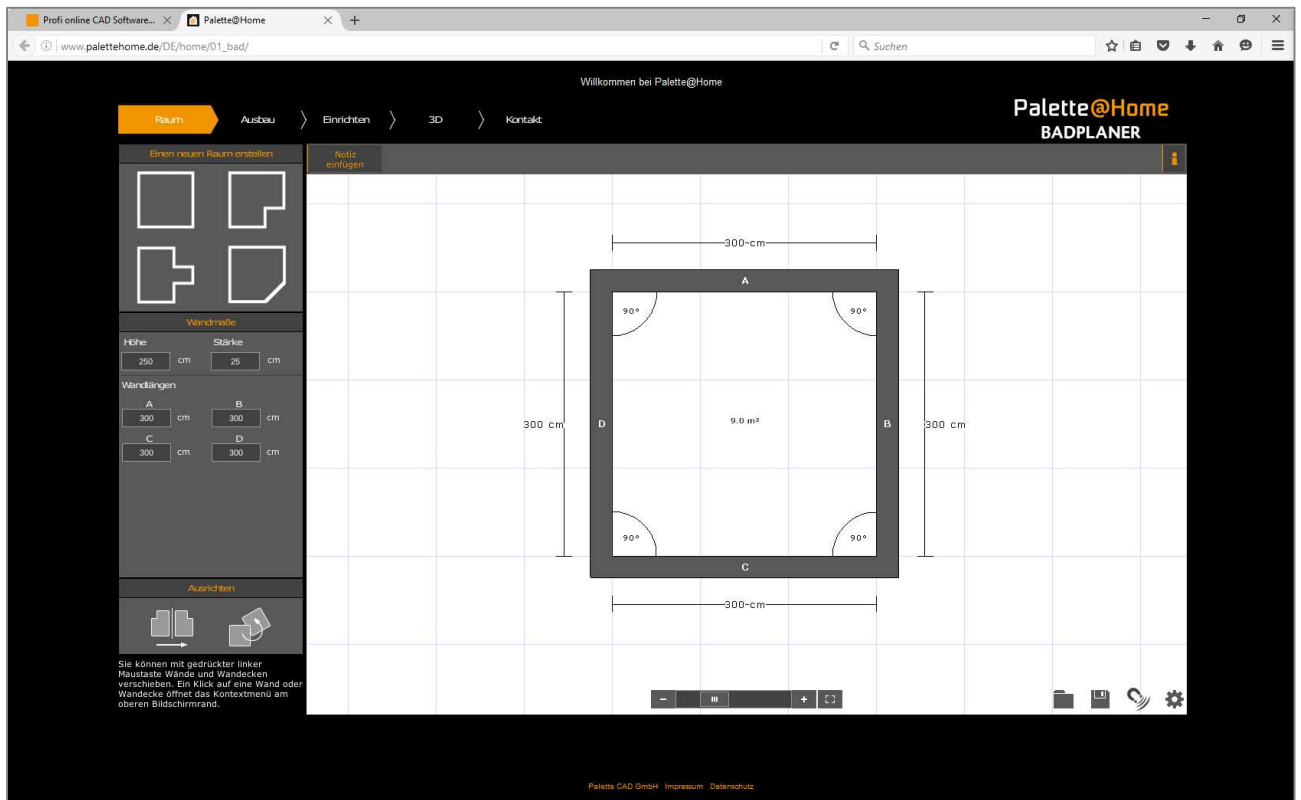 Profi online CAD Software...
Palette@Home
www.palettehome.de/DE/home/01_bad/
Suchen
Willkommen bei Palette@Home
Raum
Ausbau
Einrichten
3D
Kontakt
Palette@Home
BADPLANER
Einen neuen Raum erstellen
Notiz
einfügen
i
Wandmaße
Höhe
Stärke
250 cm
25 cm
Wandlängen
A
B
300 cm
300 cm
C
D
300 cm
300 cm
Ausrichten
Sie können mit gedrückter linker
Maustaste Wände und Wandecken
verschieben. Ein Klick auf eine Wand oder
Wandecke öffnet das Kontextmenü am
oberen Bildschirmrand.
300 cm
A
90°
90°
300 cm
D
9.0 m²
B
300 cm
90°
90°
C
300 cm
Palette CAD GmbH Impressum Datenschutz